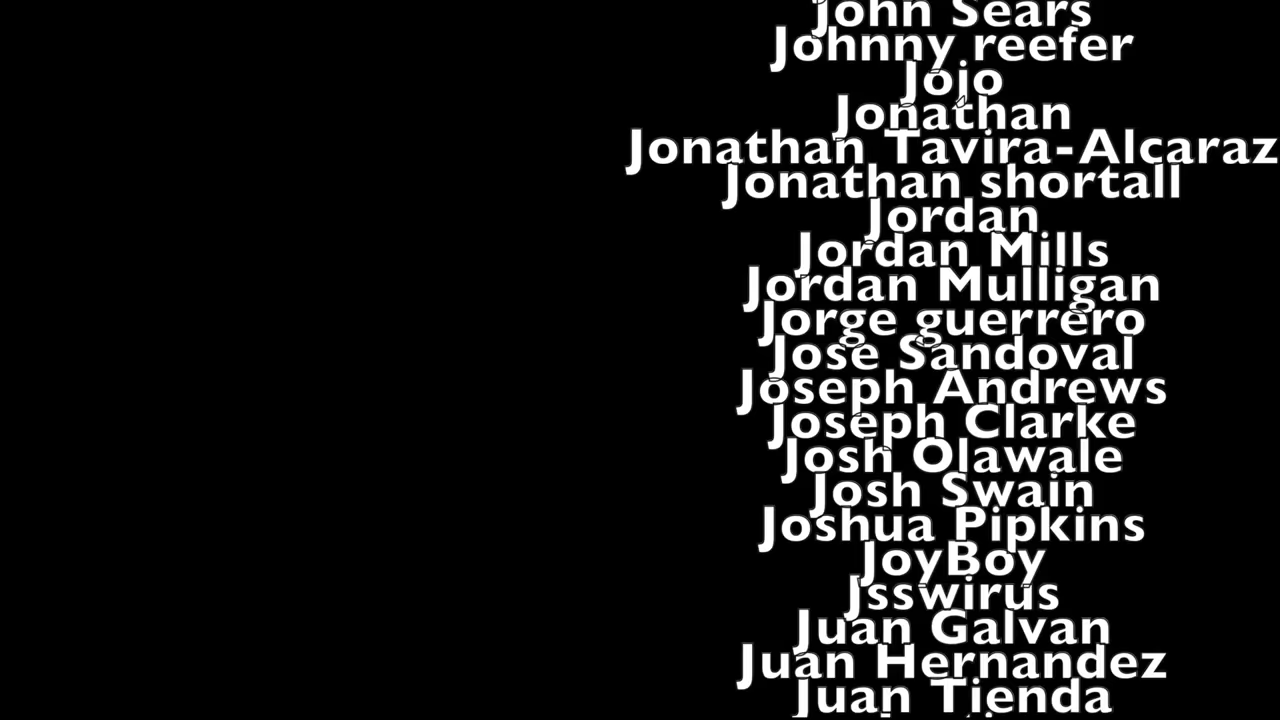 John Sears
Johnny reefer
Jojo
Jonathan
Jonathan Tavira-Alcaraz
Jonathan shortall
Jordan
Jordan Mills
Jordan Mulligan
Jorge guerrero
Jose Sandoval
Joseph Andrews
Joseph Clarke
Josh Olawale
Josh Swain
Joshua Pipkins
JoyBoy
Jsswirus
Juan Galvan
Juan Hernandez
Juan Tienda